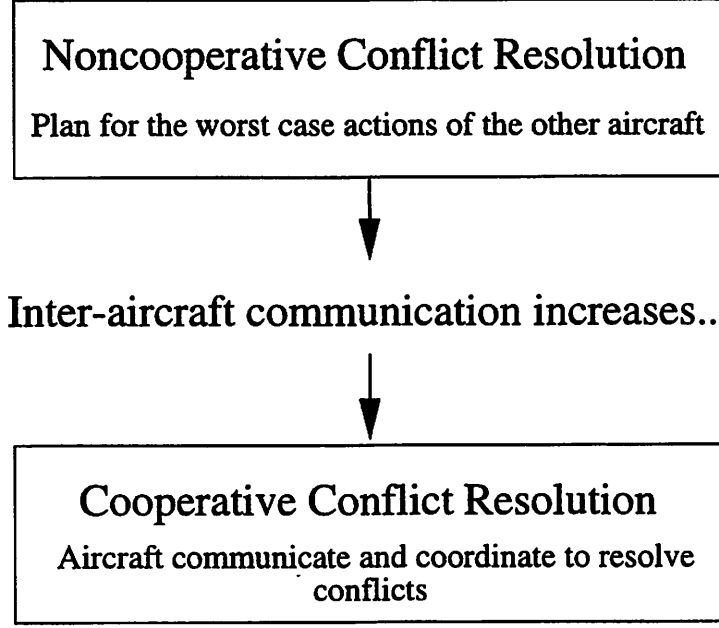 Noncooperative Conflict Resolution
Plan for the worst case actions of the other aircraft
Inter-aircraft communication increases..
Cooperative Conflict Resolution
Aircraft communicate and coordinate to resolve
conflicts